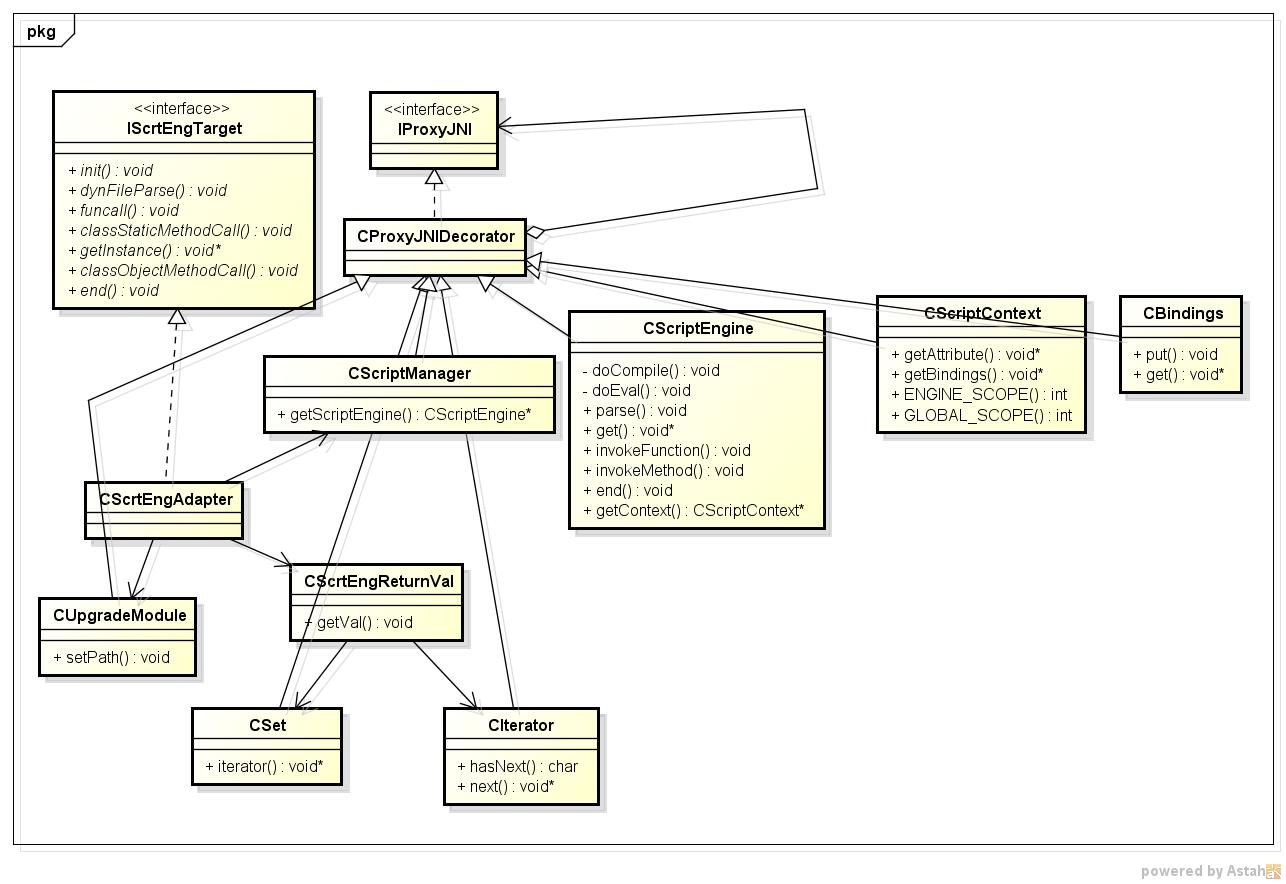 pkg
<<interface>>
IScrtEngTarget
+ init() : void
+ dynFileParse() : void
+ funcall() : void
+ classStaticMethodCall() : void
+ getInstance() : void*
+ classObjectMethodCall() : void
+ end() : void
<<interface>>
IProxyJNI
CProxyJNIDecorator
CScriptManager
+ getScriptEngine() : CScriptEngine*
CScriptEngine
- doCompile() : void
- doEval() : void
+ parse() : void
+ get() : void*
+ invokeFunction() : void
+ invokeMethod() : void
+ end() : void
+ getContext() : CScriptContext*
CScriptContext
+ getAttribute() : void*
+ getBindings() : void*
+ ENGINE_SCOPE() : int
+ GLOBAL_SCOPE() : int
CBindings
+ put() : void
+ get() : void*
CScrtEngAdapter
CScrtEngReturnVal
+ getVal() : void
CUpgradeModule
+ setPath() : void
CSet
+ iterator() : void*
CIterator
+ hasNext() : char
+ next() : void*
powered by Astah